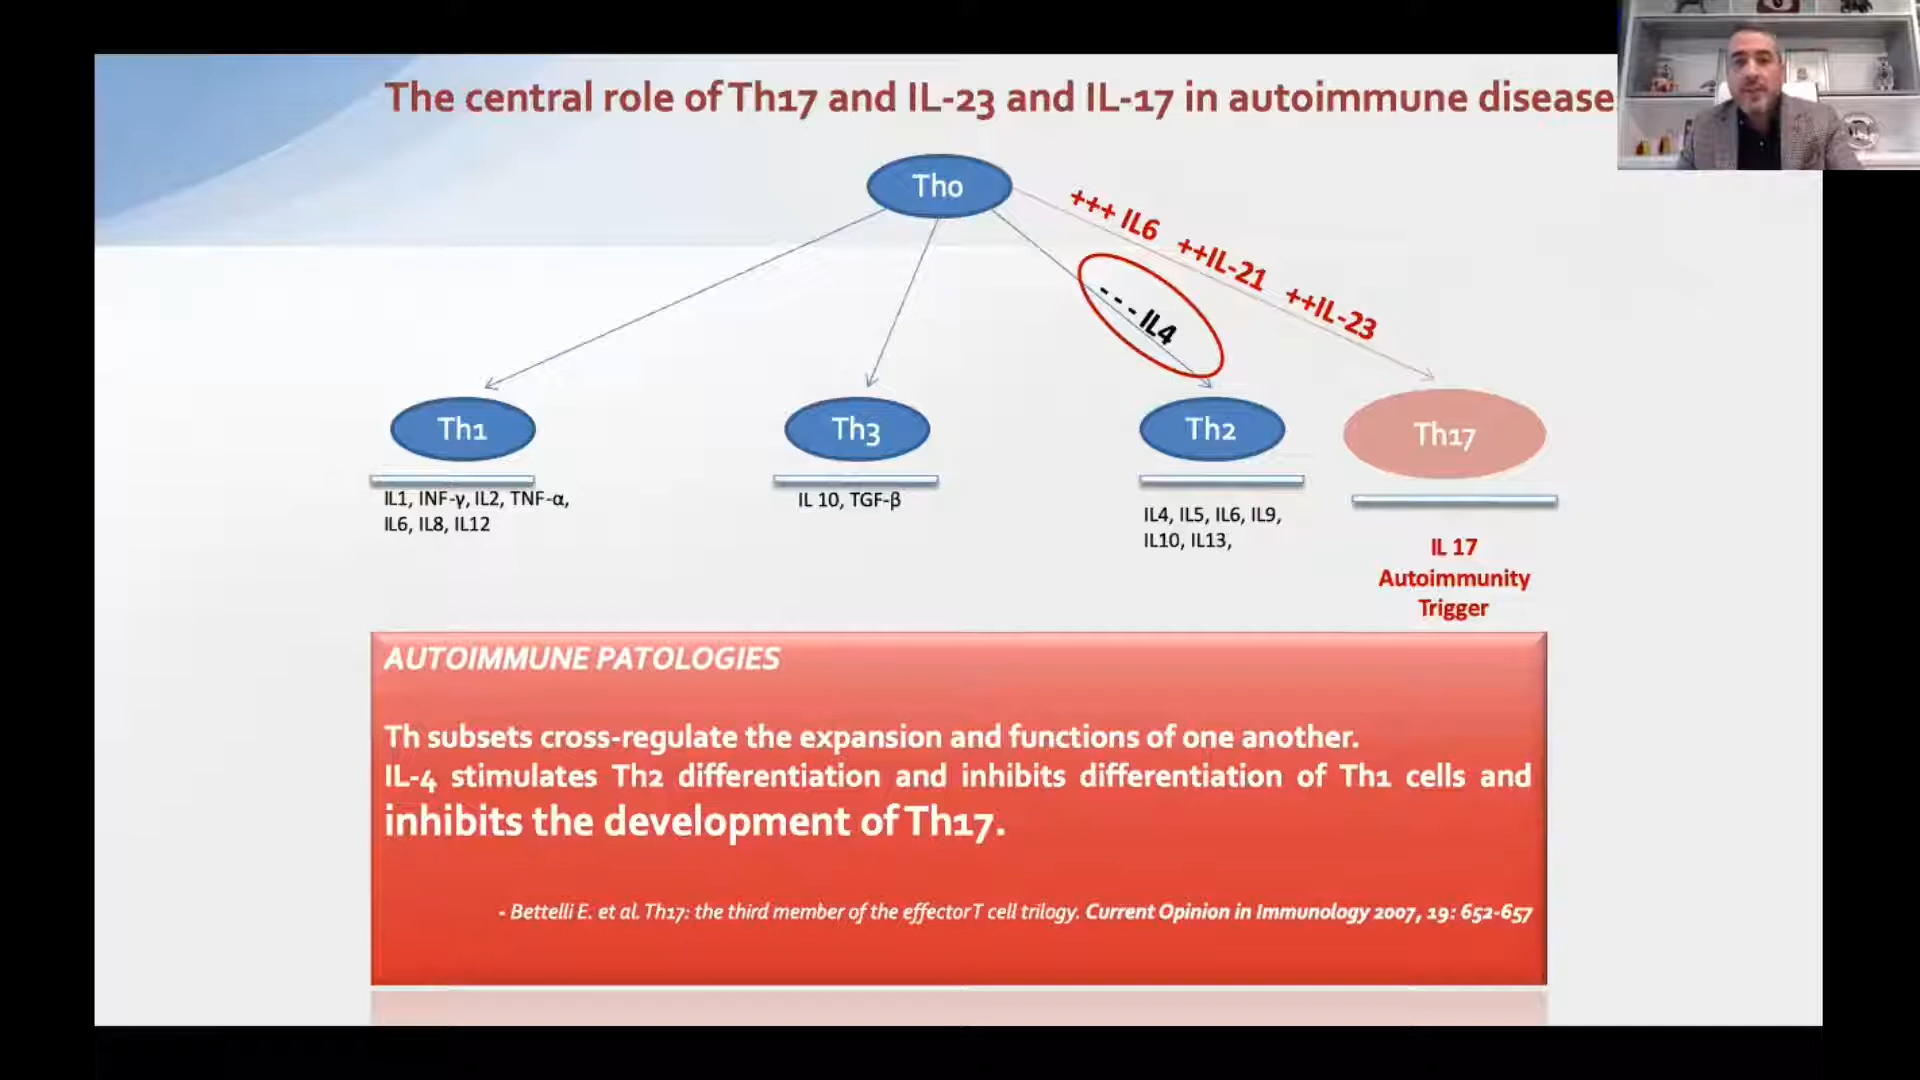 The central role of Th17 and IL-23 and IL-17 in autoimmune disease
Th0
+++ IL6 ++IL-21 ++IL-23
- - - IL4
Th1
Th3
Th2
Th17
IL1, INF-γ, IL2, TNF-α,
IL6, IL8, IL12
IL 10, TGF-β
IL4, IL5, IL6, IL9,
IL10, IL13,
IL 17
Autoimmunity
Trigger
AUTOIMMUNE PATOLOGIES
Th subsets cross-regulate the expansion and functions of one another.
IL-4 stimulates Th2 differentiation and inhibits differentiation of Th1 cells and
inhibits the development of Th17.
- Bettelli E. et al. Th17: the third member of the effector T cell trilogy. Current Opinion in Immunology 2007, 19: 652-657